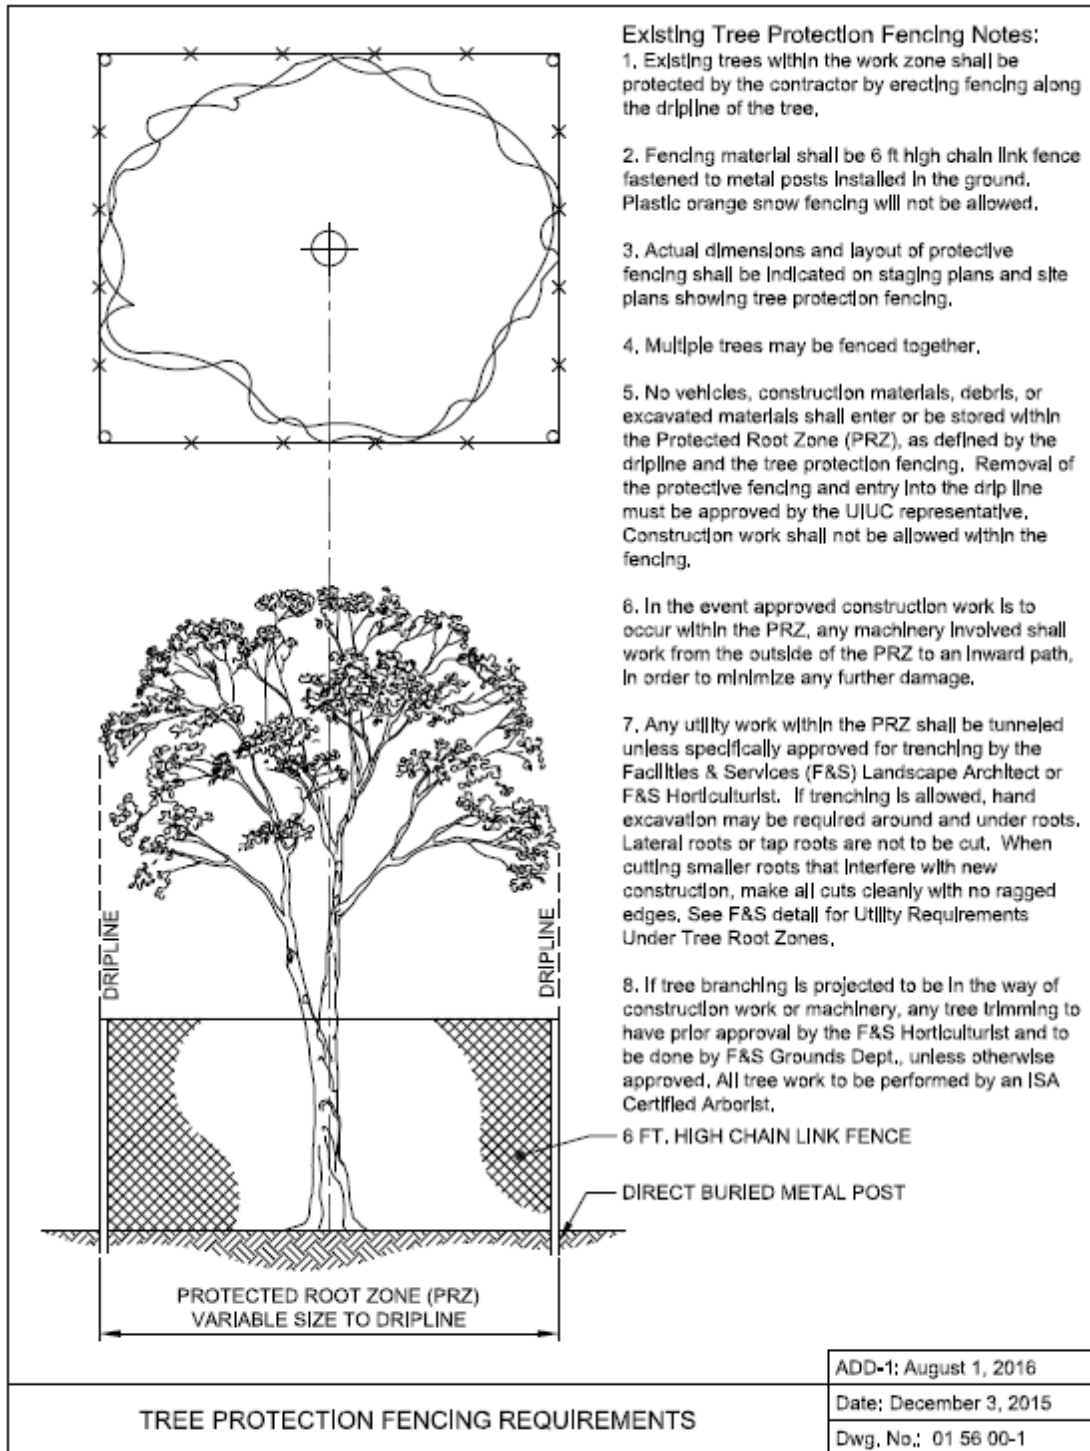 Existing Tree Protection Fencing Notes:
1. Existing trees within the work zone shall be
protected by the contractor by erecting fencing along
the dripline of the tree.
2. Fencing material shall be 6 ft high chain link fence
fastened to metal posts installed in the ground.
Plastic orange snow fencing will not be allowed.
3. Actual dimensions and layout of protective
fencing shall be indicated on staging plans and site
plans showing tree protection fencing.
4. Multiple trees may be fenced together.
5. No vehicles, construction materials, debris, or
excavated materials shall enter or be stored within
the Protected Root Zone (PRZ), as defined by the
dripline and the tree protection fencing. Removal of
the protective fencing and entry into the drip line
must be approved by the UIUC representative.
Construction work shall not be allowed within the
fencing.
6. In the event approved construction work is to
occur within the PRZ, any machinery involved shall
work from the outside of the PRZ to an inward path,
in order to minimize any further damage.
7. Any utility work within the PRZ shall be tunneled
unless specifically approved for trenching by the
Facilities & Services (F&S) Landscape Architect or
F&S Horticulturist. If trenching is allowed, hand
excavation may be required around and under roots.
Lateral roots or tap roots are not to be cut. When
cutting smaller roots that interfere with new
construction, make all cuts cleanly with no ragged
edges. See F&S detail for Utility Requirements
Under Tree Root Zones.
8. If tree branching is projected to be in the way of
construction work or machinery, any tree trimming to
have prior approval by the F&S Horticulturist and to
be done by F&S Grounds Dept., unless otherwise
approved. All tree work to be performed by an ISA
Certified Arborist.
DRIPLINE
DRIPLINE
6 FT. HIGH CHAIN LINK FENCE
DIRECT BURIED METAL POST
PROTECTED ROOT ZONE (PRZ)
VARIABLE SIZE TO DRIPLINE
TREE PROTECTION FENCING REQUIREMENTS
ADD-1: August 1, 2016
Date: December 3, 2015
Dwg. No.: 01 56 00-1